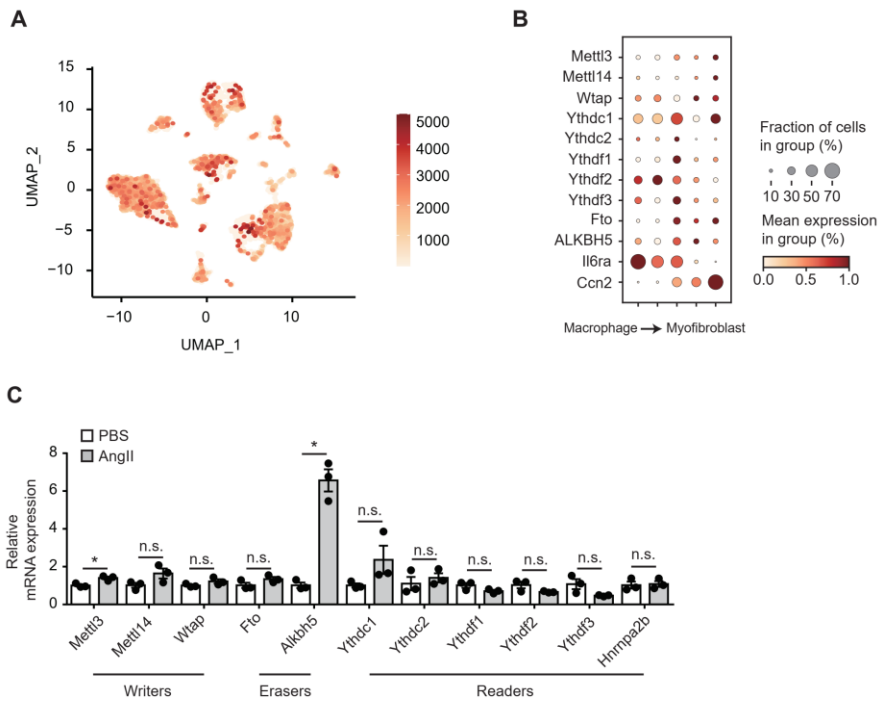 A
15
10
5
0
−5
−10
UMAP_2
−10 0 10
UMAP_1
5000
4000
3000
2000
1000
B
Mettl3
Mettl14
Wtap
Ythdc1
Ythdc2
Ythdf1
Ythdf2
Ythdf3
Fto
ALKBH5
Il6ra
Ccn2
Macrophage → Myofibroblast
Fraction of cells
in group (%)
10 30 50 70
Mean expression
in group (%)
0.0 0.5 1.0
C
PBS
AngII
Relative
mRNA expression
8
6
4
2
0
* n.s. n.s. n.s. * n.s. n.s. n.s. n.s. n.s. n.s.
Mettl3 Mettl14 Wtap Fto Alkbh5 Ythdc1 Ythdc2 Ythdf1 Ythdf2 Ythdf3 Hnrnpa2b
Writers Erasers Readers